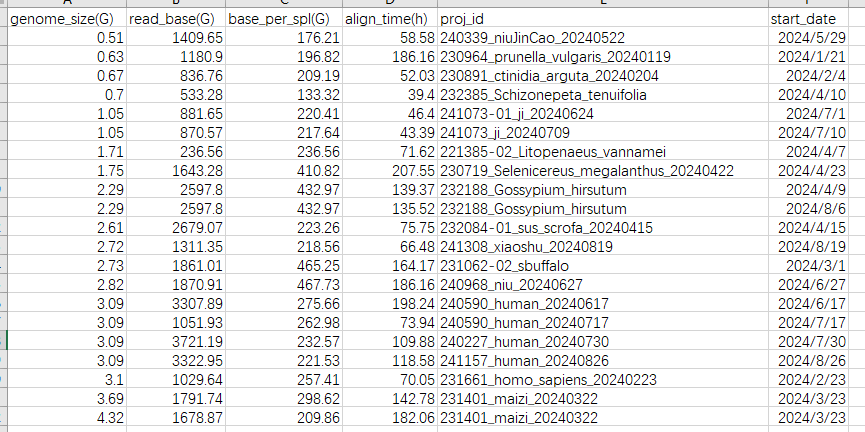 genome_size(G) read_base(G) base_per_spl(G) align_time(h) proj_id start_date
0.51 1409.65 176.21 58.58 240339_niuJinCao_20240522 2024/5/29
0.63 1180.9 196.82 186.16 230964_prunella_vulgaris_20240119 2024/1/21
0.67 836.76 209.19 52.03 230891_ctinidia_arguta_20240204 2024/2/4
0.7 533.28 133.32 39.4 232385_Schizonepeta_tenuifolia 2024/4/10
1.05 881.65 220.41 46.4 241073-01_ji_20240624 2024/7/1
1.05 870.57 217.64 43.39 241073_ji_20240709 2024/7/10
1.71 236.56 236.56 71.62 221385-02_Litopenaeus_vannamei 2024/4/7
1.75 1643.28 410.82 207.55 230719_Selenicereus_megalanthus_20240422 2024/4/23
2.29 2597.8 432.97 139.37 232188_Gossypium_hirsutum 2024/4/9
2.29 2597.8 432.97 135.52 232188_Gossypium_hirsutum 2024/8/6
2.61 2679.07 223.26 75.75 232084-01_sus_scrofa_20240415 2024/4/15
2.72 1311.35 218.56 66.48 241308_xiaoshu_20240819 2024/8/19
2.73 1861.01 465.25 164.17 231062-02_sbuffalo 2024/3/1
2.82 1870.91 467.73 186.16 240968_niu_20240627 2024/6/27
3.09 3307.89 275.66 198.24 240590_human_20240617 2024/6/17
3.09 1051.93 262.98 73.94 240590_human_20240717 2024/7/17
3.09 3721.19 232.57 109.88 240227_human_20240730 2024/7/30
3.09 3322.95 221.53 118.58 241157_human_20240826 2024/8/26
3.1 1029.64 257.41 70.05 231661_homo_sapiens_20240223 2024/2/23
3.69 1791.74 298.62 142.78 231401_maizi_20240322 2024/3/23
4.32 1678.87 209.86 182.06 231401_maizi_20240322 2024/3/23